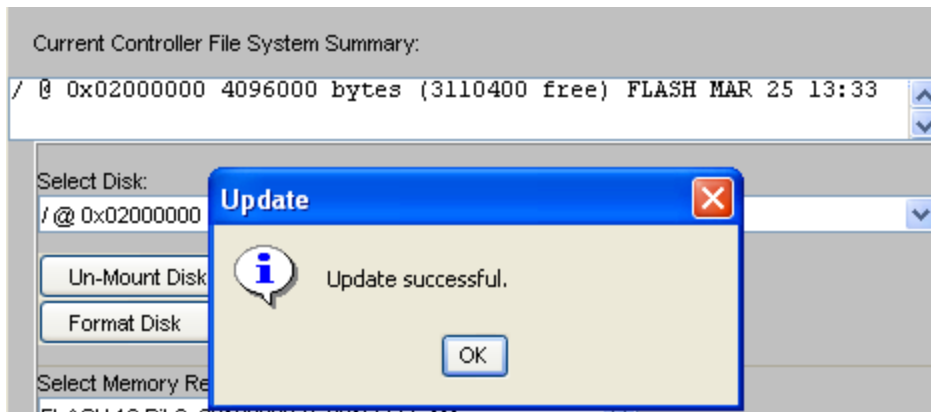 Current Controller File System Summary:
/ @ 0x02000000 4096000 bytes (3110400 free) FLASH MAR 25 13:33
Select Disk:
/ @ 0x02000000
Update
Update successful.
Un-Mount Disk
Format Disk
OK
Select Memory Re